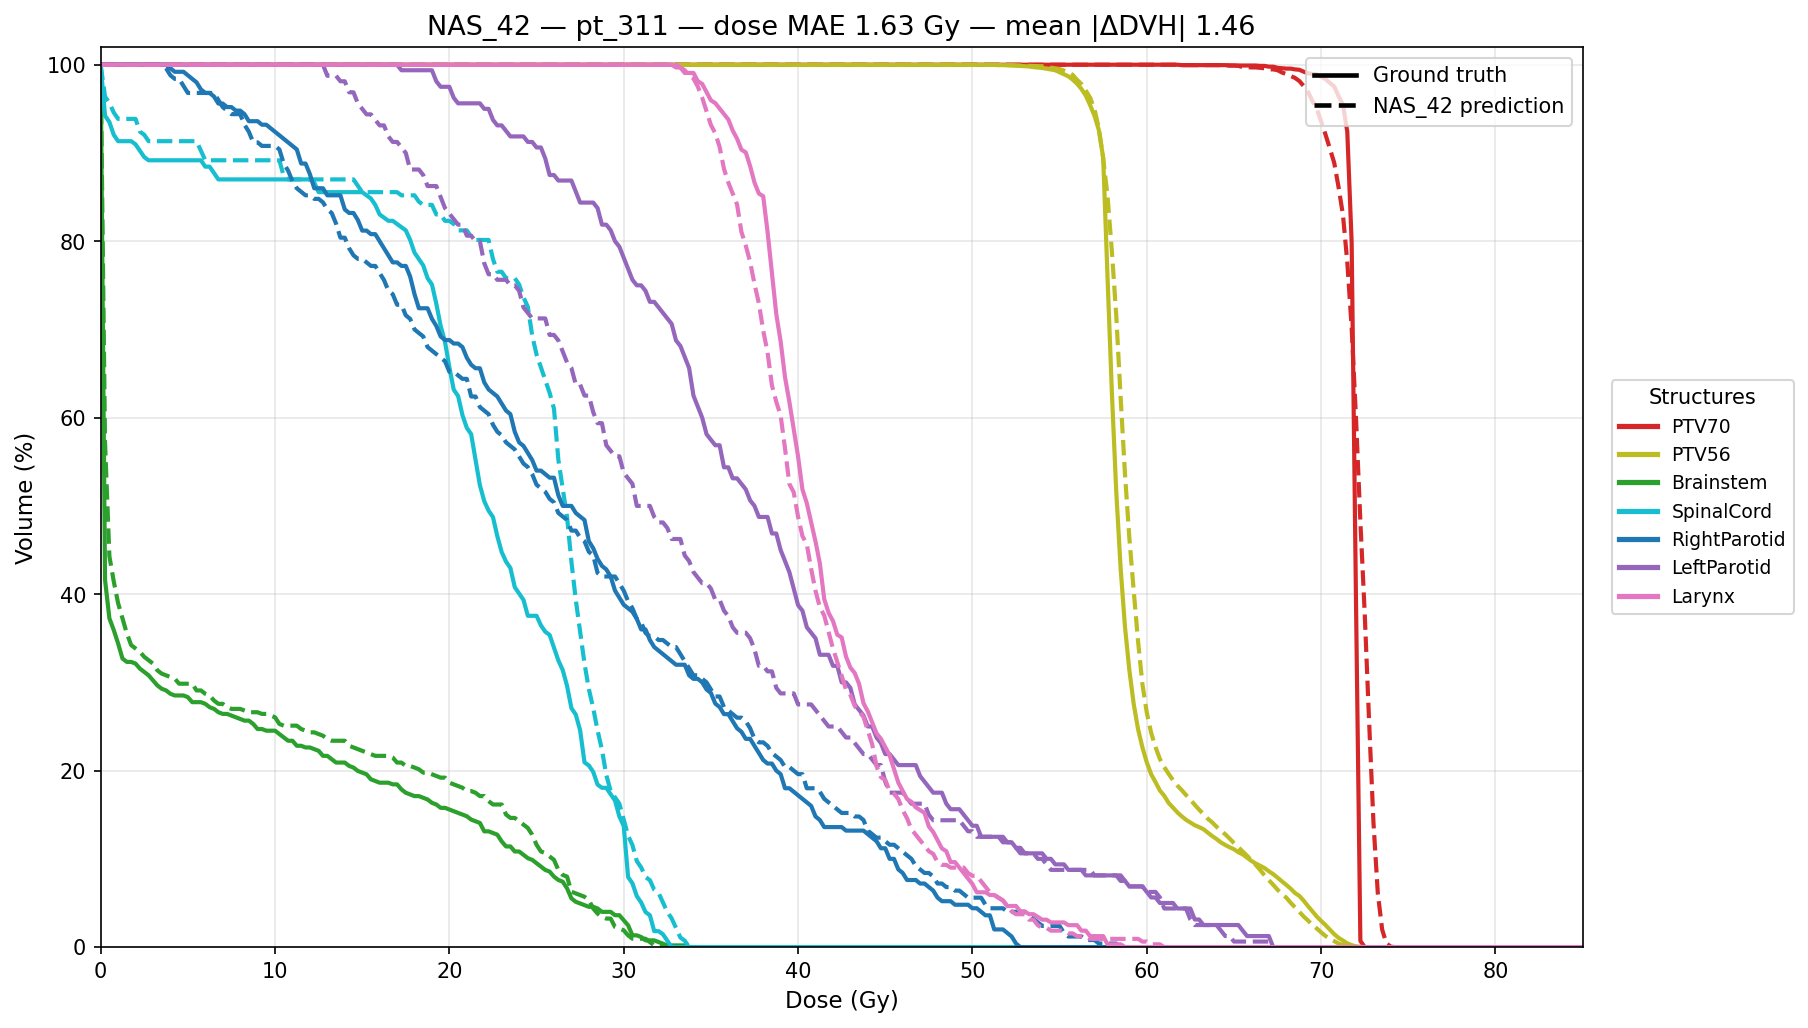 NAS_42 — pt_311 — dose MAE 1.63 Gy — mean |ΔDVH| 1.46
Ground truth
NAS_42 prediction
Volume (%)
100
80
60
40
20
0
0 10 20 30 40 50 60 70 80
Dose (Gy)
Structures
PTV70
PTV56
Brainstem
SpinalCord
RightParotid
LeftParotid
Larynx